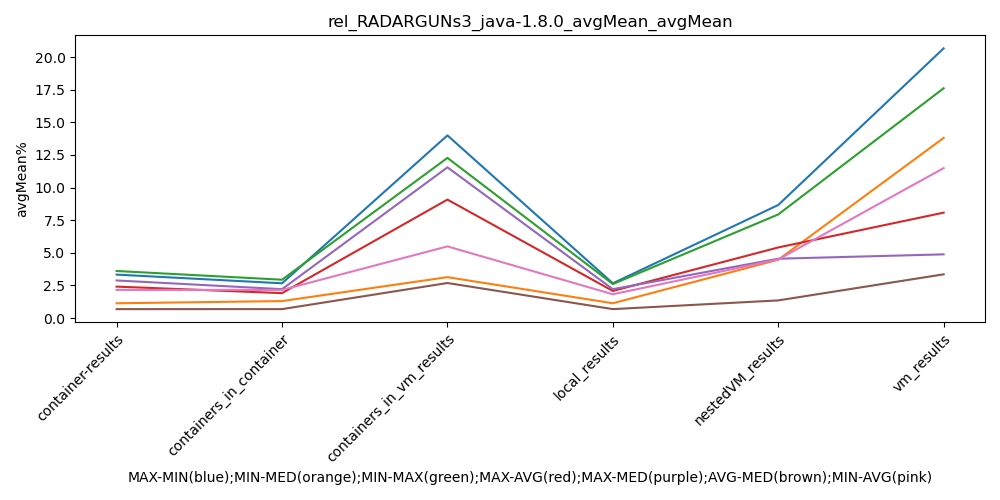 rel_RADARGUNs3_java-1.8.0_avgMean_avgMean
avgMean%
20.0
17.5
15.0
12.5
10.0
7.5
5.0
2.5
0.0
container-results
containers_in_container
containers_in_vm_results
local_results
nestedVM_results
vm_results
MAX-MIN(blue);MIN-MED(orange);MIN-MAX(green);MAX-AVG(red);MAX-MED(purple);AVG-MED(brown);MIN-AVG(pink)